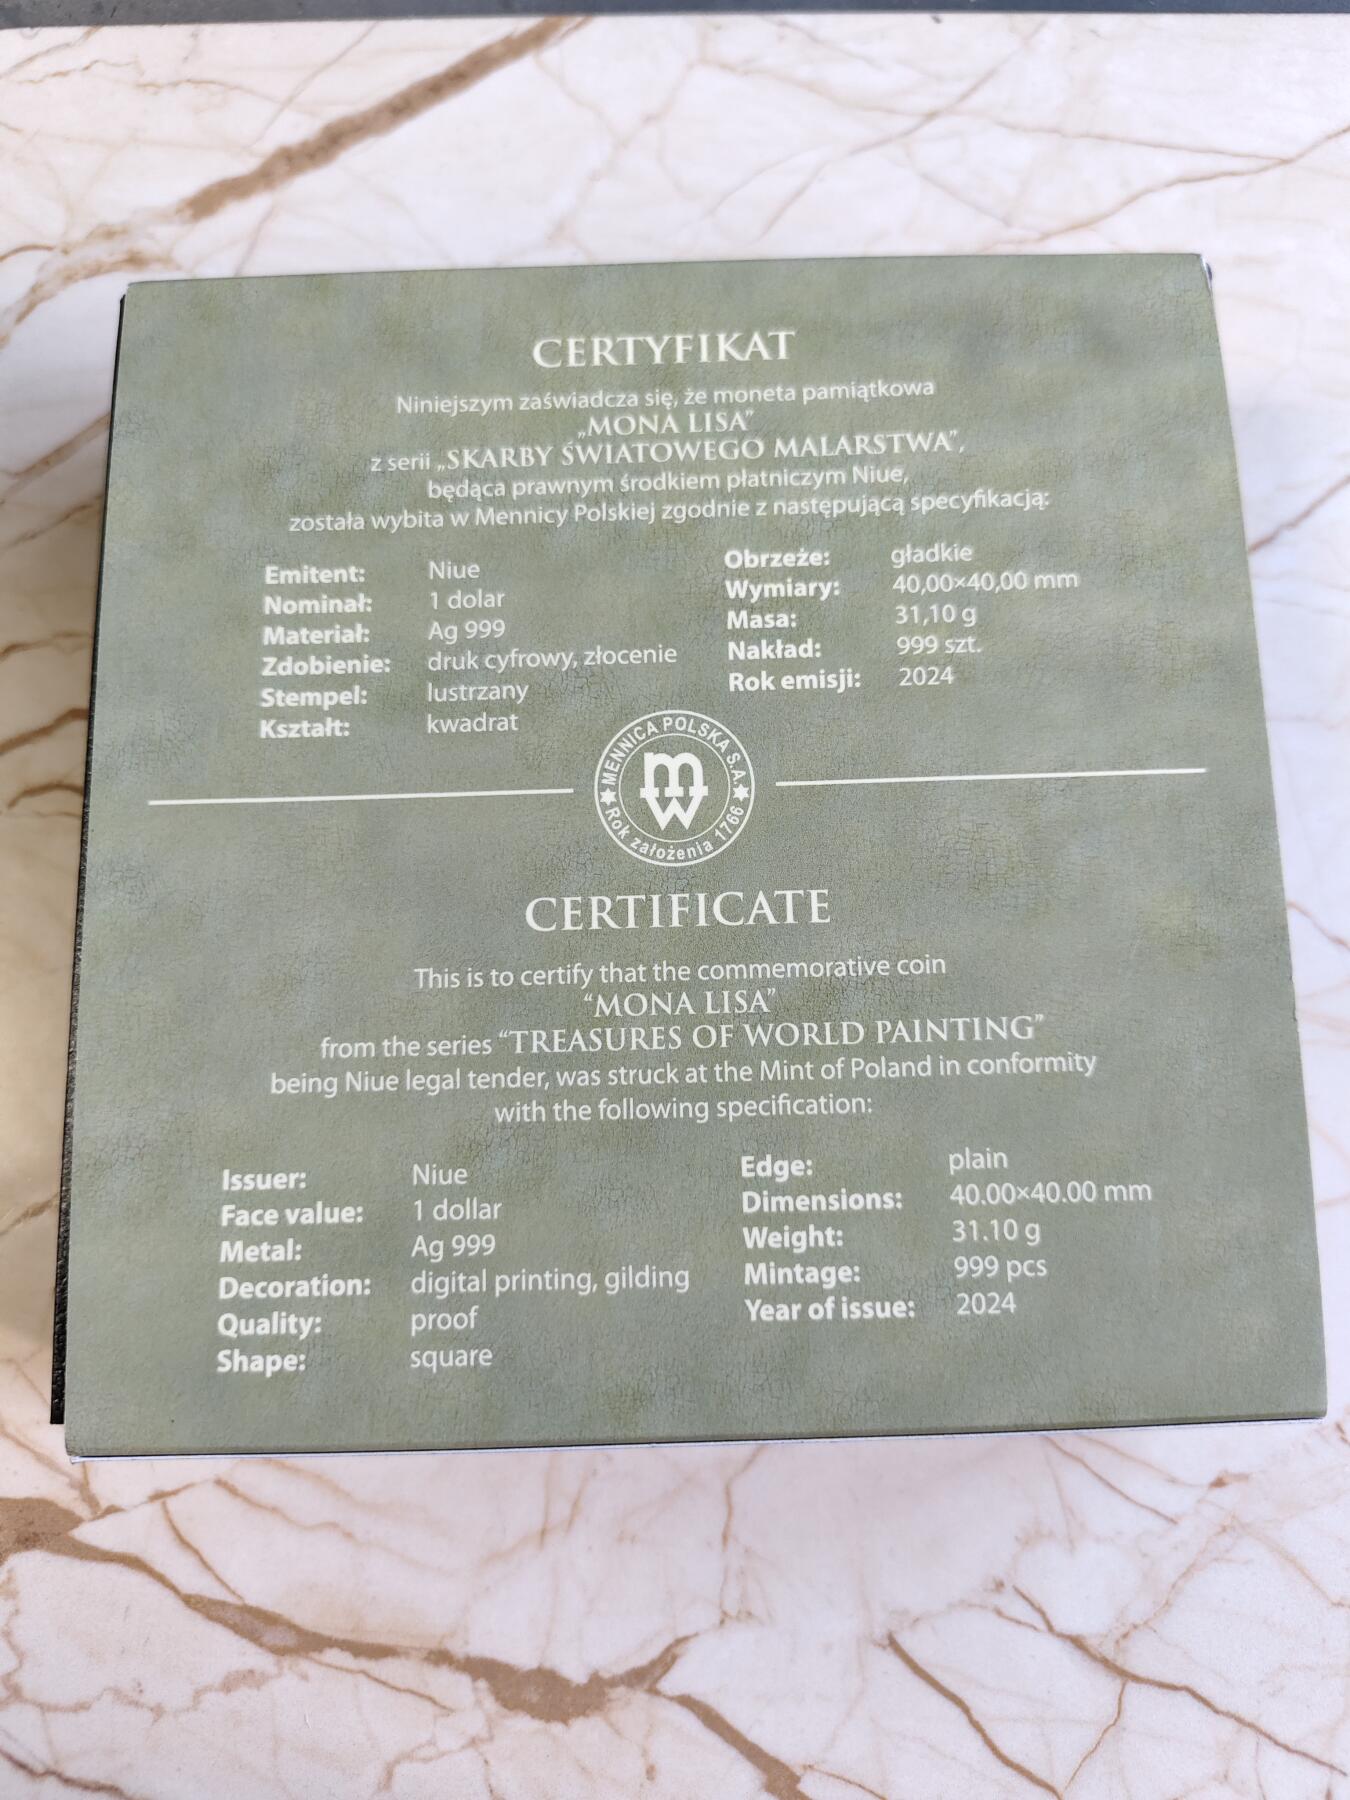 CERTYFIKAT
Niniejszym zaświadcza się, że moneta pamiątkowa
„MONA LISA”
z serii „SKARBY ŚWIATOWEGO MALARSTWA”,
będąca prawnym środkiem płatniczym Niue,
została wybita w Mennicy Polskiej zgodnie z następującą specyfikacją:
Emitent: Niue
Nominał: 1 dolar
Materiał: Ag 999
Zdobienie: druk cyfrowy, złocenie
Stempel: lustrzany
Kształt: kwadrat
Obrzeże: gładkie
Wymiary: 40,00×40,00 mm
Masa: 31,10 g
Nakład: 999 szt.
Rok emisji: 2024
MENNICA POLSKA S.A.
mw
Rok założenia 1766
CERTIFICATE
This is to certify that the commemorative coin
“MONA LISA”
from the series “TREASURES OF WORLD PAINTING”
being Niue legal tender, was struck at the Mint of Poland in conformity
with the following specification:
Issuer: Niue
Face value: 1 dollar
Metal: Ag 999
Decoration: digital printing, gilding
Quality: proof
Shape: square
Edge: plain
Dimensions: 40.00×40.00 mm
Weight: 31.10 g
Mintage: 999 pcs
Year of issue: 2024